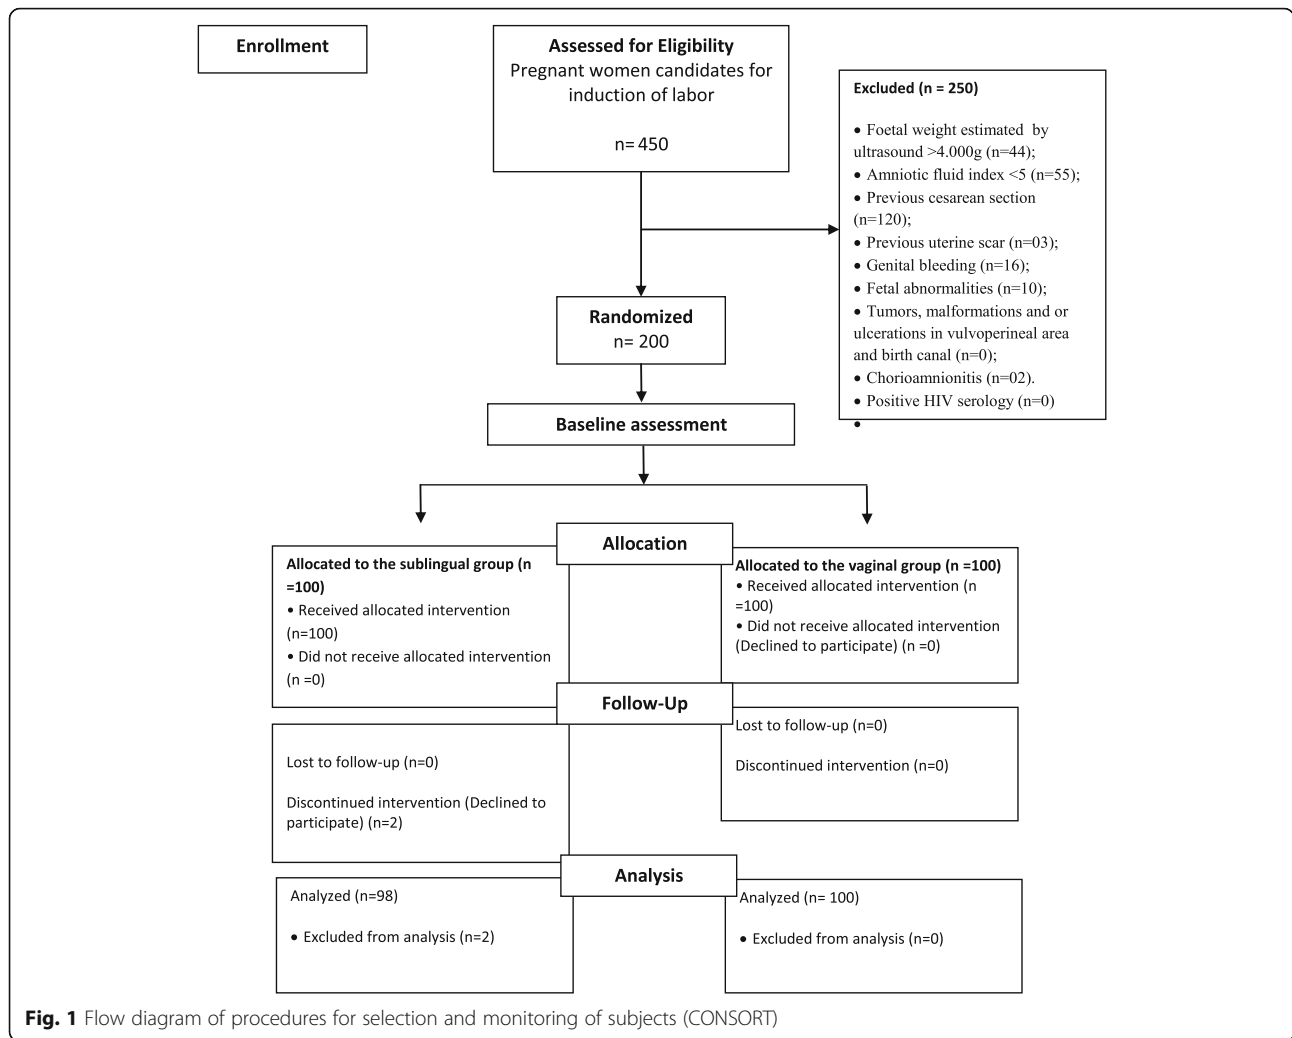 Enrollment
Assessed for Eligibility
Pregnant women candidates for
induction of labor
n= 450
Excluded (n = 250)
• Foetal weight estimated by
ultrasound >4.000g (n=44);
• Amniotic fluid index <5 (n=55);
• Previous cesarean section
(n=120);
• Previous uterine scar (n=03);
• Genital bleeding (n=16);
• Fetal abnormalities (n=10);
• Tumors, malformations and or
ulcerations in vulvoperineal area
and birth canal (n=0);
• Chorioamnionitis (n=02).
• Positive HIV serology (n=0)
•
Randomized
n= 200
Baseline assessment
Allocation
Allocated to the sublingual group (n
=100)
• Received allocated intervention
(n=100)
• Did not receive allocated intervention
(n =0)
Allocated to the vaginal group (n =100)
• Received allocated intervention (n
=100)
• Did not receive allocated intervention
(Declined to participate) (n =0)
Follow-Up
Lost to follow-up (n=0)
Discontinued intervention (Declined to
participate) (n=2)
Lost to follow-up (n=0)
Discontinued intervention (n=0)
Analysis
Analyzed (n=98)
• Excluded from analysis (n=2)
Analyzed (n= 100)
• Excluded from analysis (n=0)
Fig. 1 Flow diagram of procedures for selection and monitoring of subjects (CONSORT)